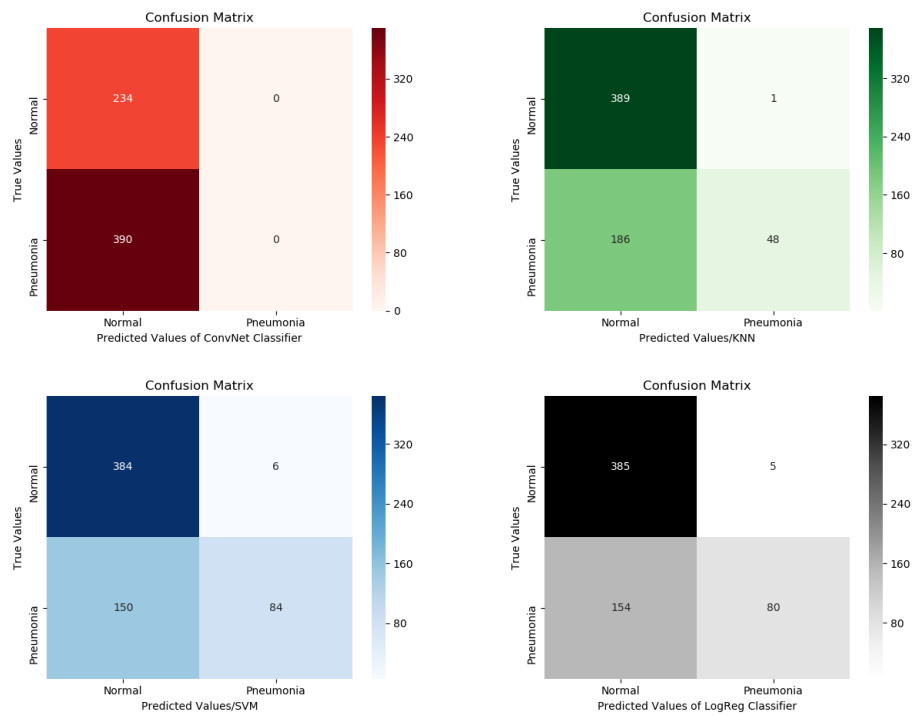 Confusion Matrix
Normal
234
0
320
240
True Values
160
Pneumonia
390
0
80
0
Normal
Pneumonia
Predicted Values of ConvNet Classifier
Confusion Matrix
Normal
389
1
320
240
True Values
160
Pneumonia
186
48
80
Normal
Pneumonia
Predicted Values/KNN
Confusion Matrix
Normal
384
6
320
240
True Values
160
Pneumonia
150
84
80
Normal
Pneumonia
Predicted Values/SVM
Confusion Matrix
Normal
385
5
320
240
True Values
160
Pneumonia
154
80
80
Normal
Pneumonia
Predicted Values of LogReg Classifier